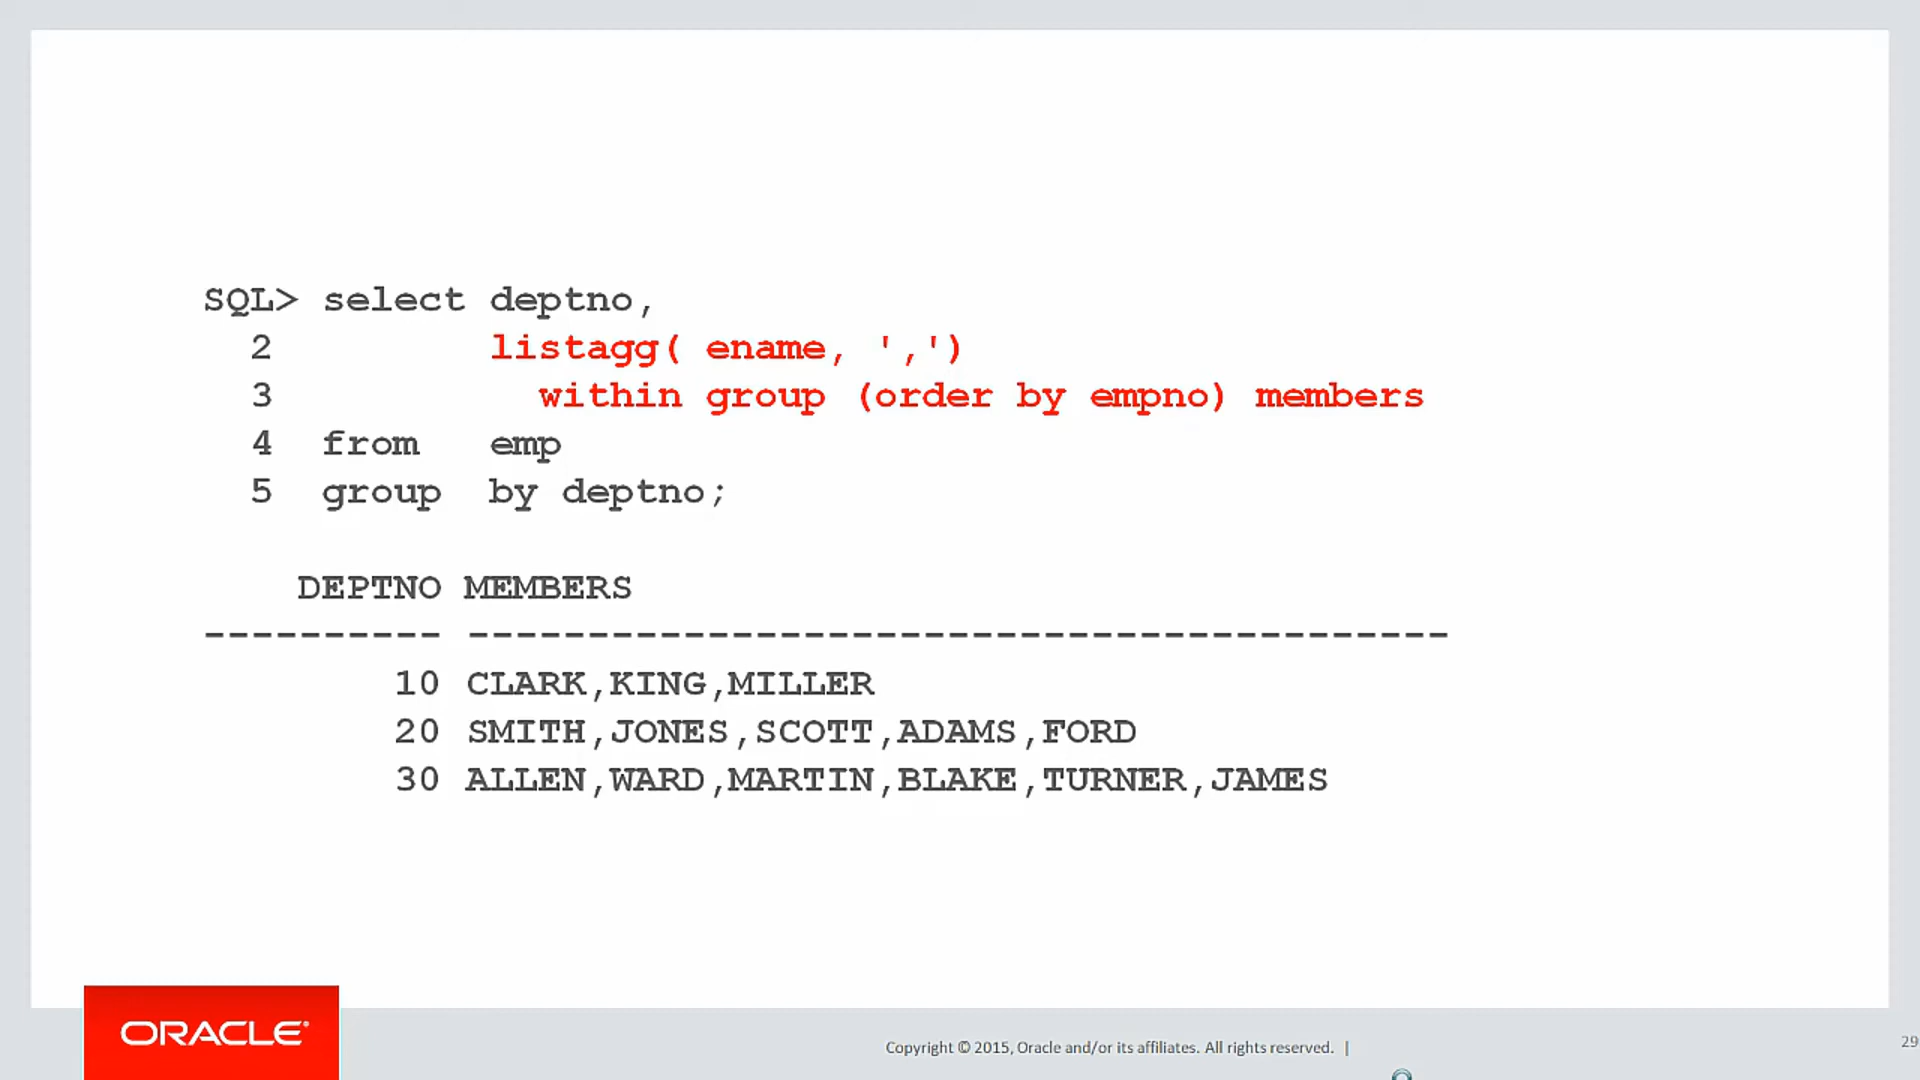 SQL> select deptno,
2 listagg( ename, ',')
3 within group (order by empno) members
4 from emp
5 group by deptno;
DEPTNO MEMBERS
---------- -----------------------------------------
10 CLARK,KING,MILLER
20 SMITH,JONES,SCOTT,ADAMS,FORD
30 ALLEN,WARD,MARTIN,BLAKE,TURNER,JAMES
ORACLE®
Copyright © 2015, Oracle and/or its affiliates. All rights reserved. |
29